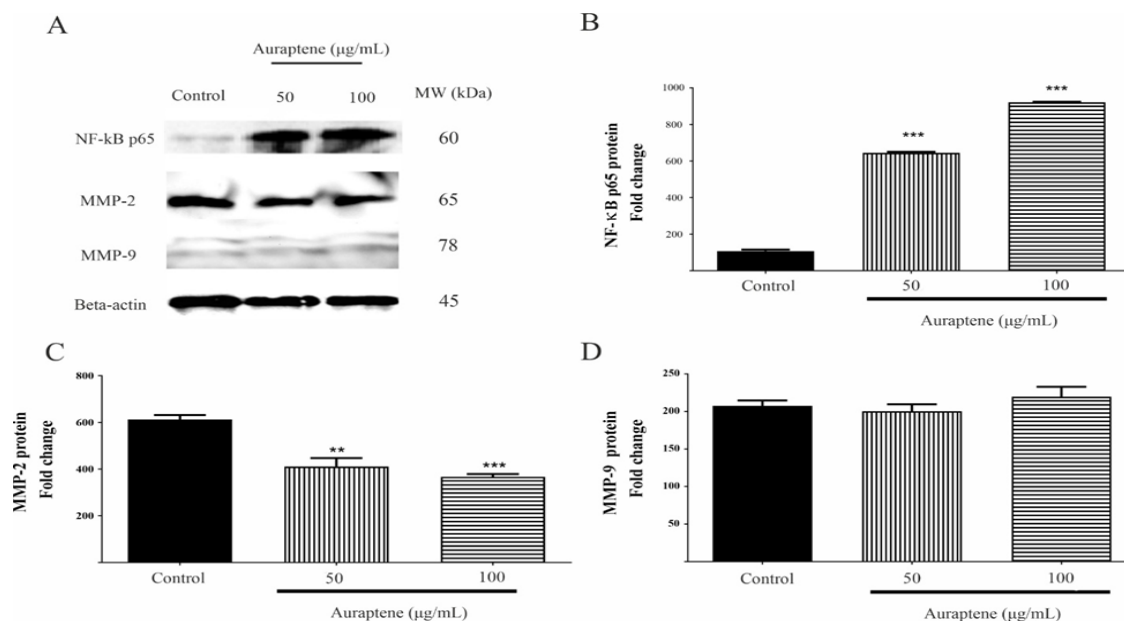 A
Auraptene (μg/mL)
Control 50 100 MW (kDa)
NF-kB p65 60
MMP-2 65
MMP-9 78
Beta-actin 45
B
NF-κB p65 protein
Fold change
1000
800
600
400
200
***
***
Control 50 100
Auraptene (μg/mL)
C
MMP-2 protein
Fold change
800
600
400
200
**
***
Control 50 100
Auraptene (μg/mL)
D
MMP-9 protein
Fold change
250
200
150
100
50
Control 50 100
Auraptene (μg/mL)